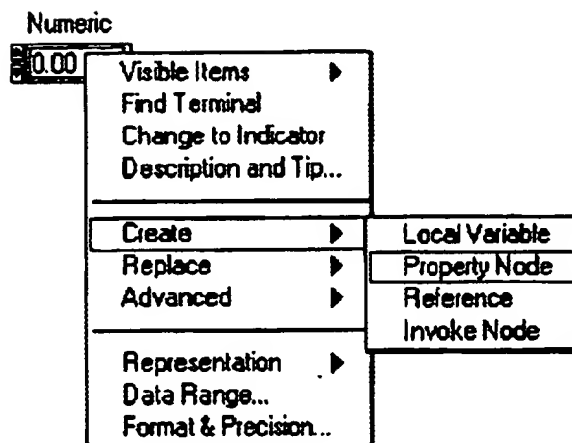 Numeric
0.00
Visible Items
Find Terminal
Change to Indicator
Description and Tip...
Create
Replace
Advanced
Representation
Data Range...
Format & Precision...
Local Variable
Property Node
Reference
Invoke Node